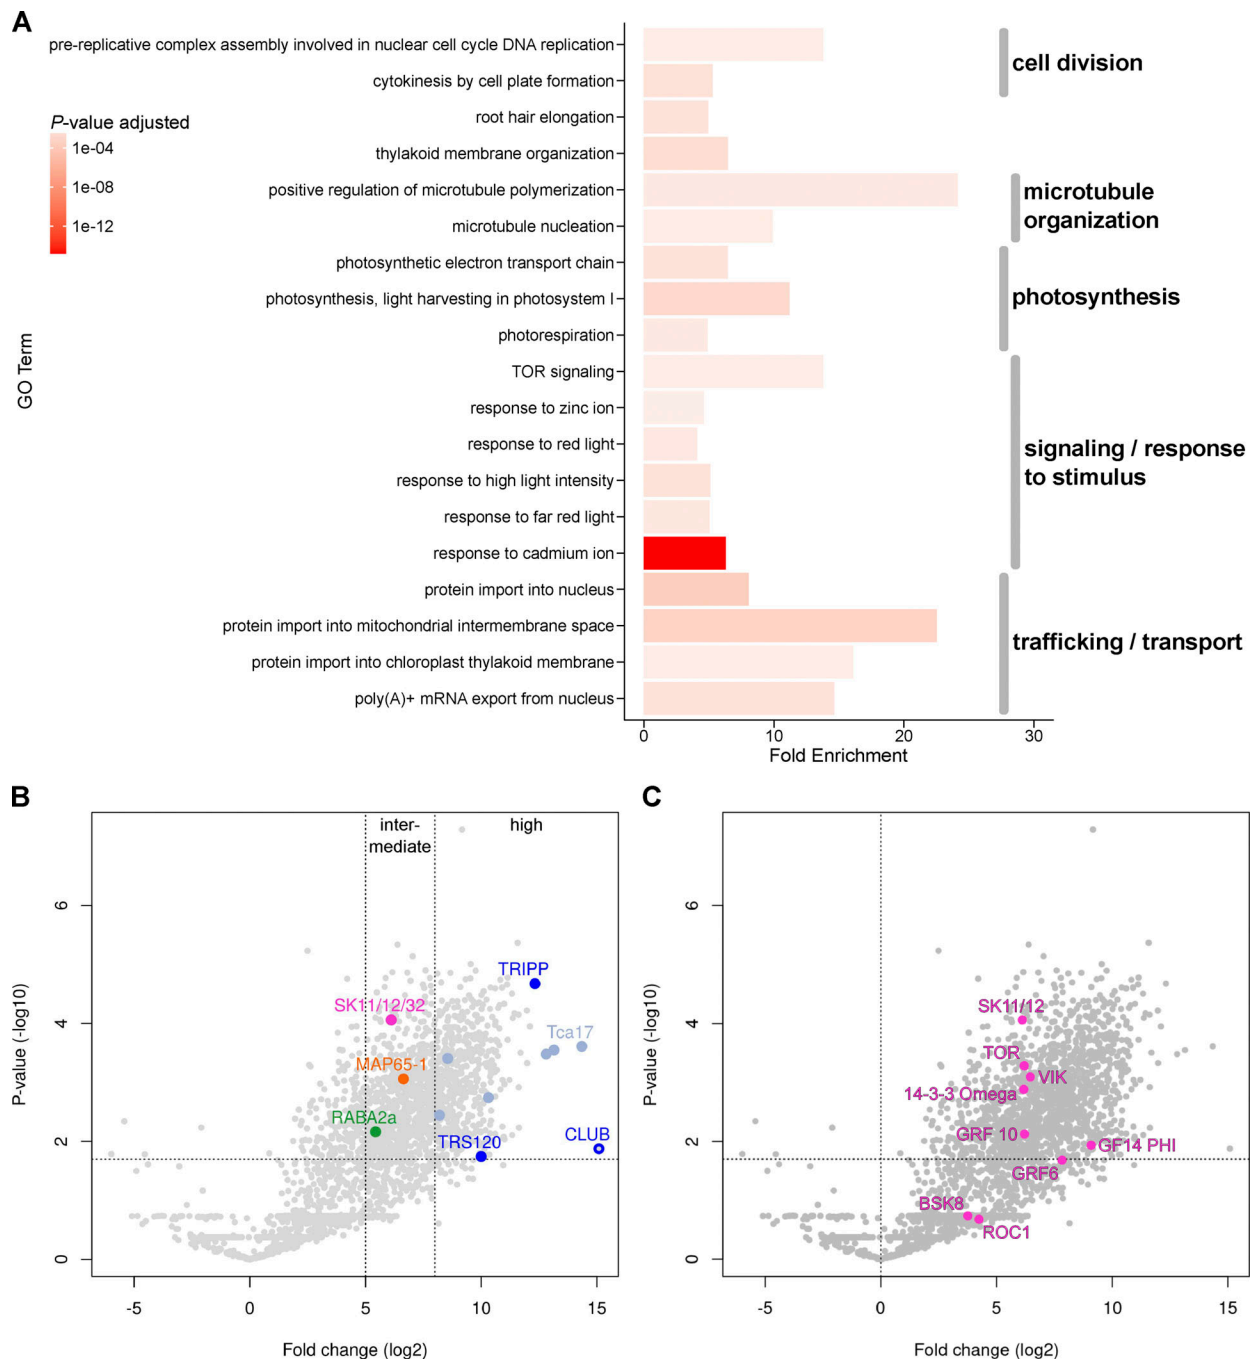 A
pre-replicative complex assembly involved in nuclear cell cycle DNA replication
cytokinesis by cell plate formation
root hair elongation
thylakoid membrane organization
positive regulation of microtubule polymerization
microtubule nucleation
photosynthetic electron transport chain
photosynthesis, light harvesting in photosystem I
photorespiration
TOR signaling
response to zinc ion
response to red light
response to high light intensity
response to far red light
response to cadmium ion
protein import into nucleus
protein import into mitochondrial intermembrane space
protein import into chloroplast thylakoid membrane
poly(A)+ mRNA export from nucleus
P-value adjusted
1e-04
1e-08
1e-12
GO Term
cell division
microtubule
organization
photosynthesis
signaling / response
to stimulus
trafficking / transport
0
10
20
30
Fold Enrichment
B
inter-
mediate
high
TRIPP
SK11/12/32
Tca17
MAP65-1
RABA2a
TRS120
CLUB
P-value (-log10)
6
4
2
0
-5
0
5
10
15
Fold change (log2)
C
SK11/12
TOR
VIK
14-3-3 Omega
GRF 10
GF14 PHI
GRF6
BSK8
ROC1
P-value (-log10)
6
4
2
0
-5
0
5
10
15
Fold change (log2)